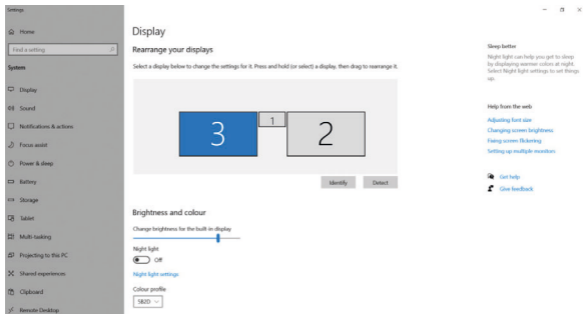 Settings
Home
Find a setting
System
Display
Sound
Notifications & actions
Focus assist
Power & sleep
Battery
Storage
Tablet
Multi-tasking
Projecting to this PC
Shared experiences
Clipboard
Remote Desktop
Display
Rearrange your displays
Select a display below to change the settings for it. Press and hold (or select) a display, then drag to rearrange it.
3
1
2
Identify
Detect
Brightness and colour
Change brightness for the built-in display
Night light
Off
Night light settings
Colour profile
SB2D
Sleep better
Night light can help you get to sleep
by displaying warmer colors at night.
Select Night light settings to set things
up.
Help from the web
Adjusting font size
Changing screen brightness
Fixing screen flickering
Setting up multiple monitors
Get help
Give feedback